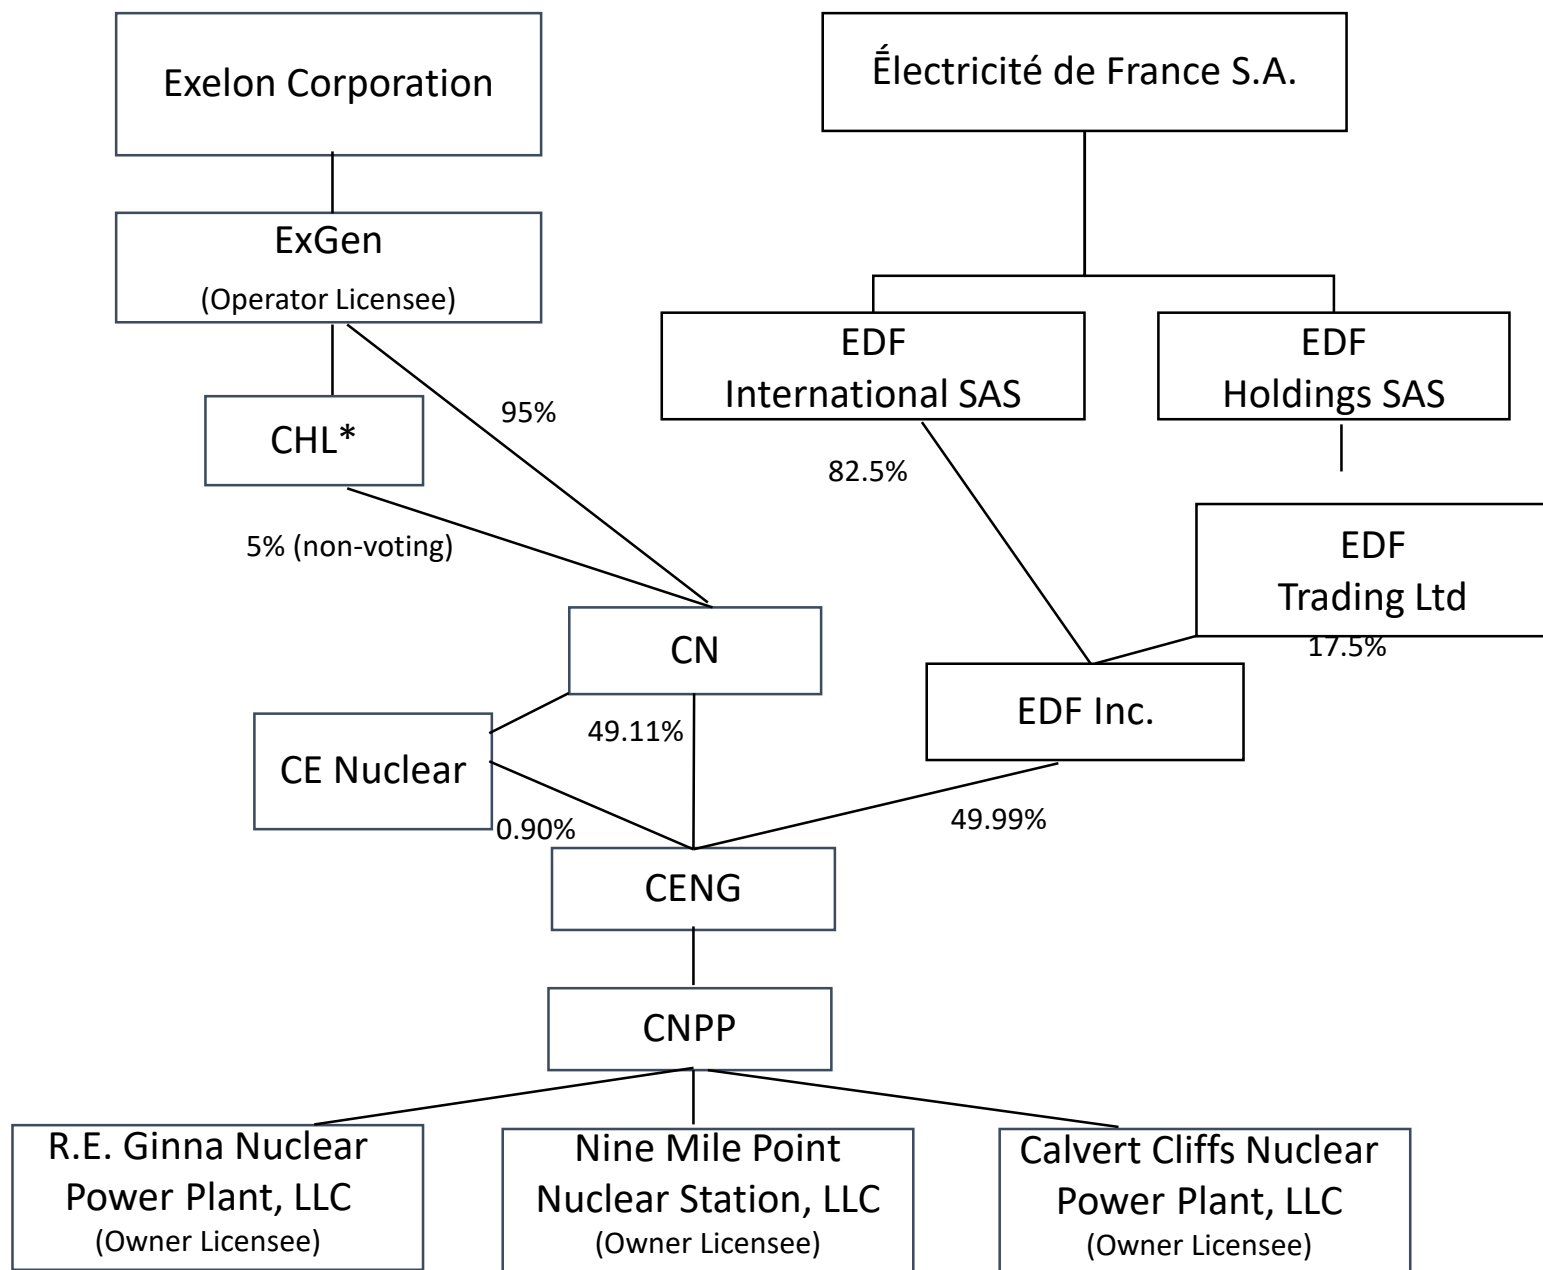 Exelon Corporation
Électricité de France S.A.
ExGen
(Operator Licensee)
EDF
International SAS
EDF
Holdings SAS
CHL*
95%
82.5%
5% (non-voting)
EDF
Trading Ltd
17.5%
CN
EDF Inc.
49.11%
CE Nuclear
0.90%
49.99%
CENG
CNPP
R.E. Ginna Nuclear
Power Plant, LLC
(Owner Licensee)
Nine Mile Point
Nuclear Station, LLC
(Owner Licensee)
Calvert Cliffs Nuclear
Power Plant, LLC
(Owner Licensee)